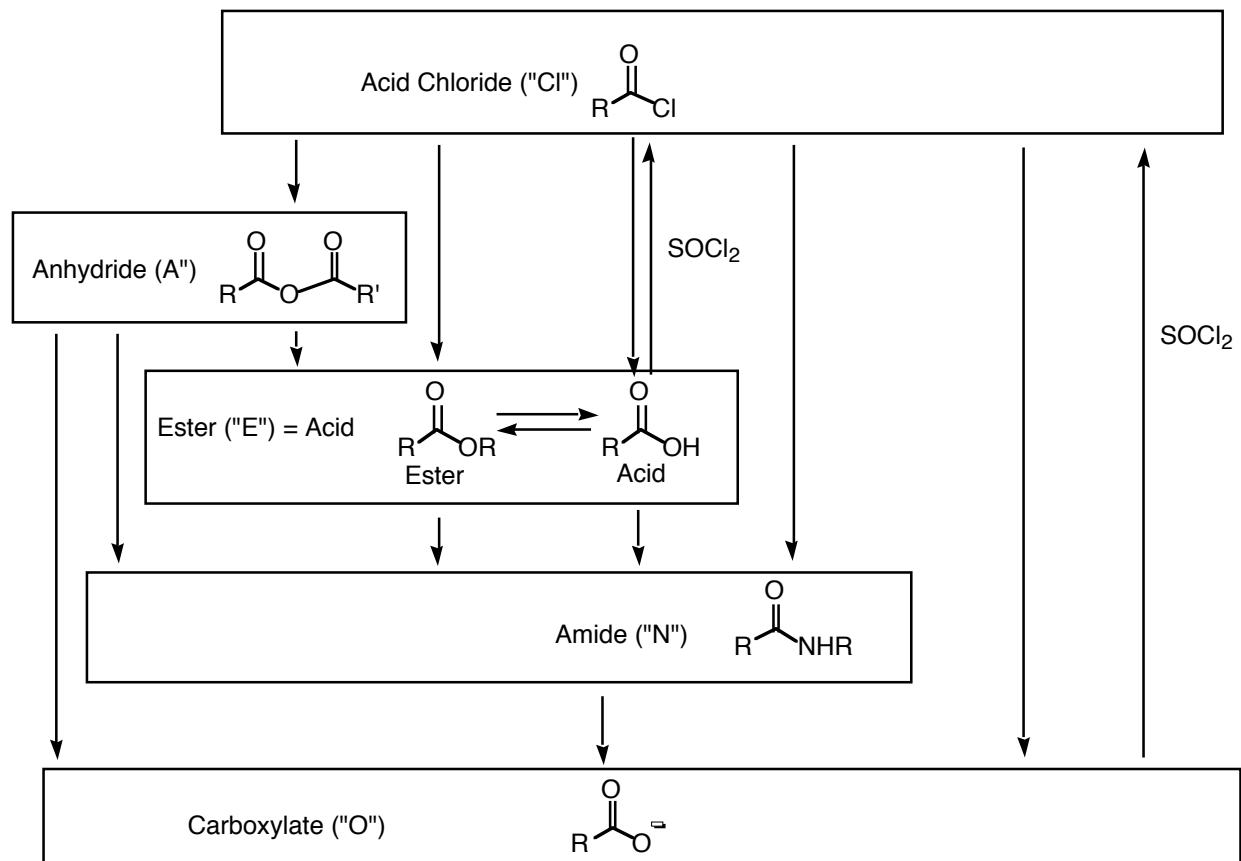 O
Acid Chloride ("Cl")
R Cl
Anhydride (A")
O O
R O R'
SOCl2
SOCl2
Ester ("E") = Acid
O O
R OR R OH
Ester Acid
O
Amide ("N")
R NHR
O
Carboxylate ("O")
R O